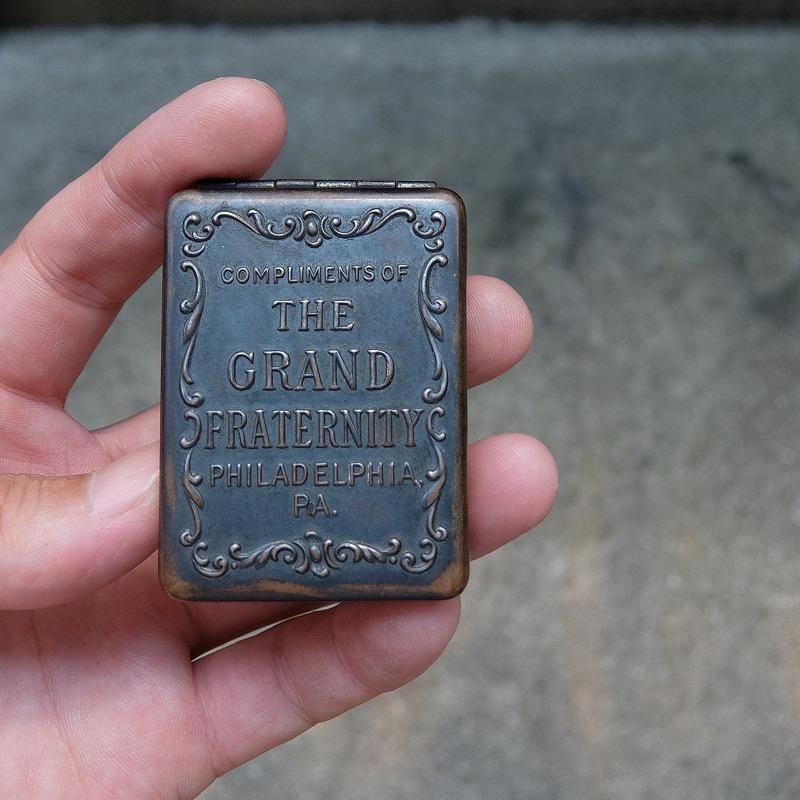 COMPLIMENTS OF
THE
GRAND
FRATERNITY
PHILADELPHIA,
PA.